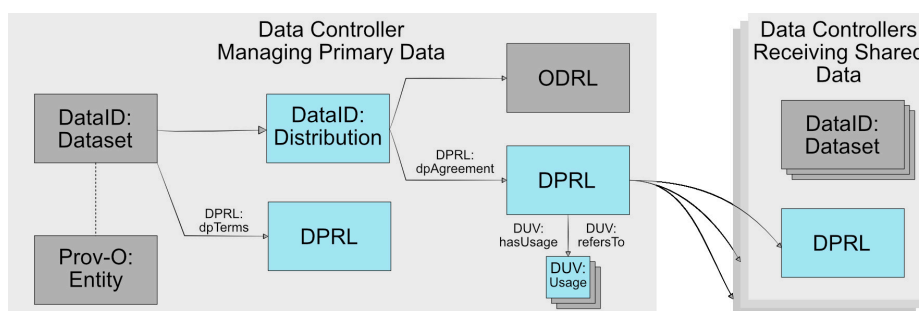 Data Controller
Managing Primary Data
DataID:
Dataset
DataID:
Distribution
ODRL
DPRL:
dpAgreement
DPRL
DPRL:
dpTerms
DPRL
Prov-O:
Entity
DUV:
hasUsage
DUV:
refersTo
DUV:
Usage
Data Controllers
Receiving Shared
Data
DataID:
Dataset
DPRL